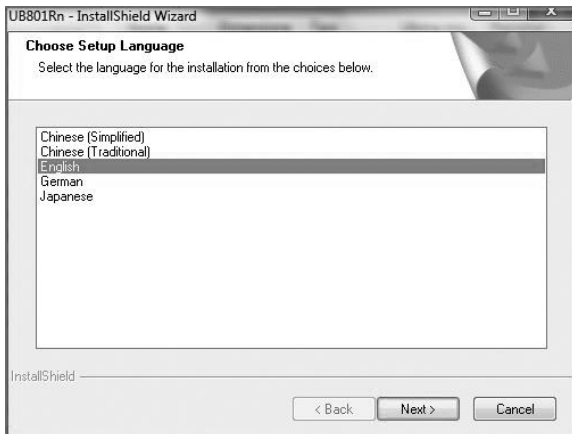 UB801Rn - InstallShield Wizard
Choose Setup Language
Select the language for the installation from the choices below.
Chinese (Simplified)
Chinese (Traditional)
English
German
Japanese
InstallShield
< Back
Next >
Cancel